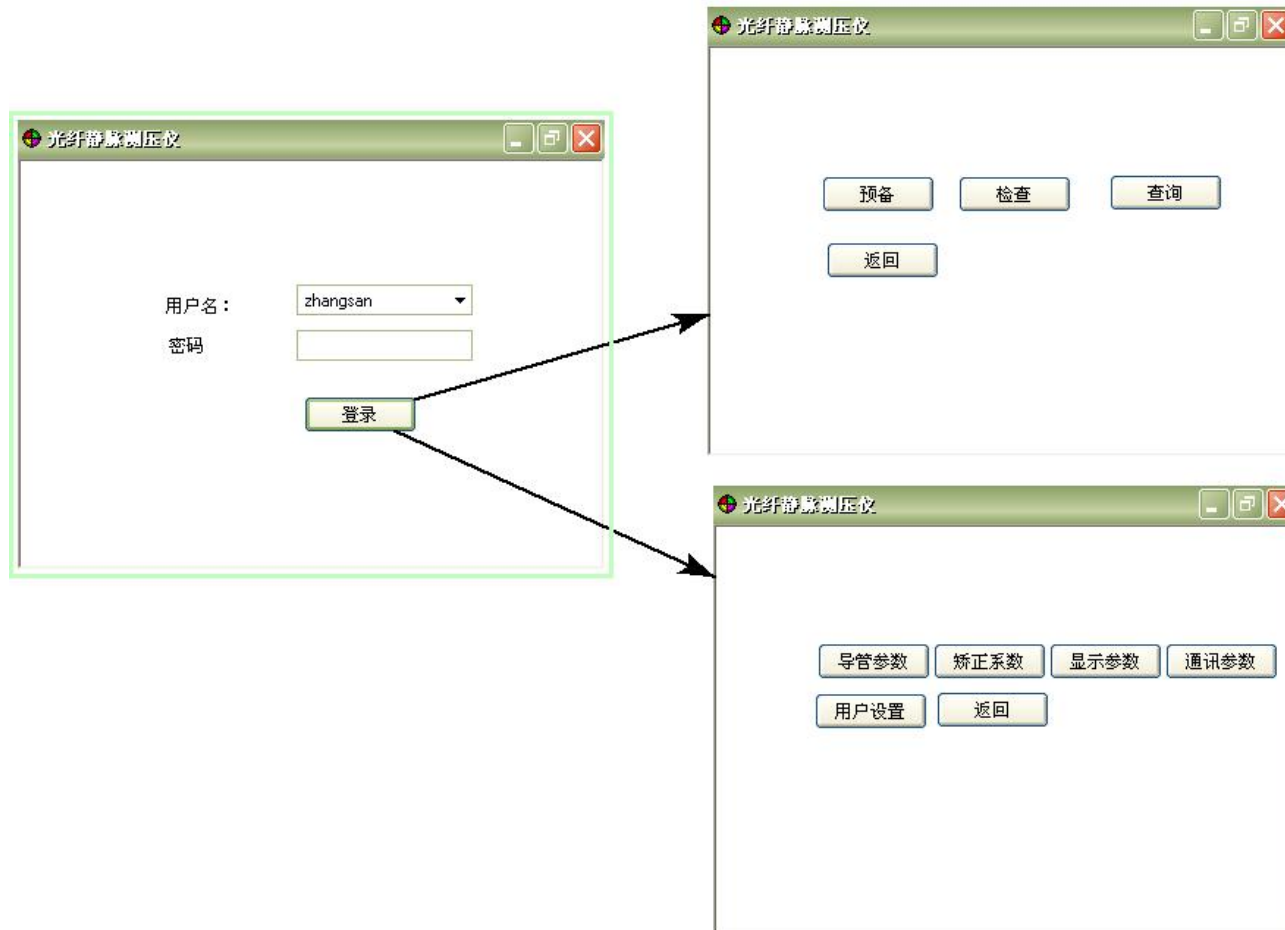 光纤静脉测压仪
用户名：
zhangsan
密码
登录
光纤静脉测压仪
预备 检查 查询
返回
光纤静脉测压仪
导管参数 矫正系数 显示参数 通讯参数
用户设置 返回